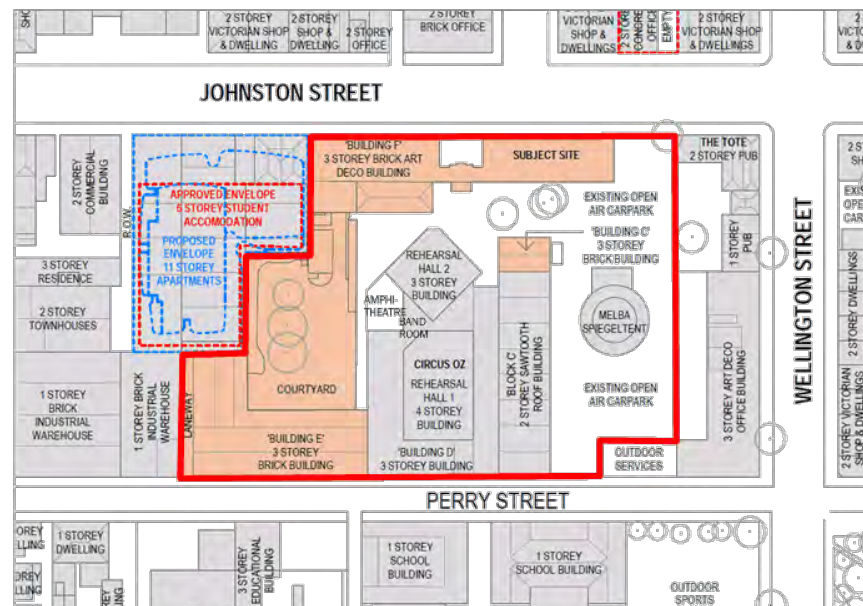 2 STOREY
VICTORIAN SHOP
& DWELLING
2 STOREY
SHOP &
DWELLING
2 STOREY
OFFICE
2 STOREY
BRICK OFFICE
VICTORIAN
SHOP &
DWELLINGS
OFFICE
EMPTY
2 STOREY
VICTORIAN SHOP
& DWELLINGS
JOHNSTON STREET
2 STOREY
COMMERCIAL
BUILDING
R.O.W.
APPROVED ENVELOPE
6 STOREY STUDENT
ACCOMODATION
PROPOSED
ENVELOPE
11 STOREY
APARTMENTS
'BUILDING F'
3 STOREY BRICK ART
DECO BUILDING
SUBJECT SITE
THE TOTE
2 STOREY PUB
EXISTING OPEN
AIR CARPARK
'BUILDING C'
3 STOREY
BRICK BUILDING
1 STOREY
PUB
3 STOREY
RESIDENCE
2 STOREY
TOWNHOUSES
REHEARSAL
HALL 2
3 STOREY
BUILDING
AMPHI-
THEATRE
BAND
ROOM
MELBA
SPIEGELTENT
WELLINGTON STREET
2 STOREY DWELLINGS
1 STOREY
BRICK
INDUSTRIAL
WAREHOUSE
1 STOREY BRICK
INDUSTRIAL
WAREHOUSE
LANEWAY
COURTYARD
CIRCUS OZ
REHEARSAL
HALL 1
4 STOREY
BUILDING
'BLOCK C'
2 STOREY SAWTOOTH
ROOF BUILDING
EXISTING OPEN
AIR CARPARK
3 STOREY ART DECO
OFFICE BUILDING
2 STOREY VICTORIAN
SHOP & DWELLINGS
'BUILDING E'
3 STOREY
BRICK BUILDING
'BUILDING D'
3 STOREY BUILDING
OUTDOOR
SERVICES
PERRY STREET
1 STOREY
DWELLING
3 STOREY
EDUCATIONAL
BUILDING
1 STOREY
SCHOOL
BUILDING
1 STOREY
SCHOOL BUILDING
OUTDOOR
SPORTS